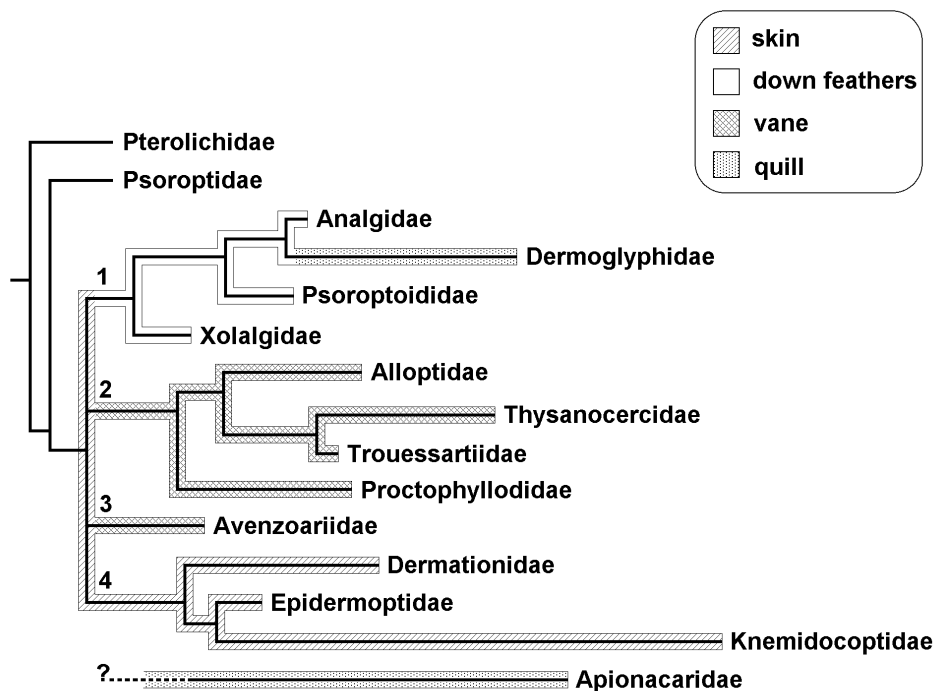 skin
down feathers
vane
quill
Pterolichidae
Psoroptidae
Analgidae
Dermoglyphidae
1
Psoroptoididae
Xolalgidae
Alloptidae
2
Thysanocercidae
Trouessartiidae
Proctophyllodidae
3
Avenzoariidae
Dermationidae
4
Epidermoptidae
Knemidocoptidae
?
Apionacaridae